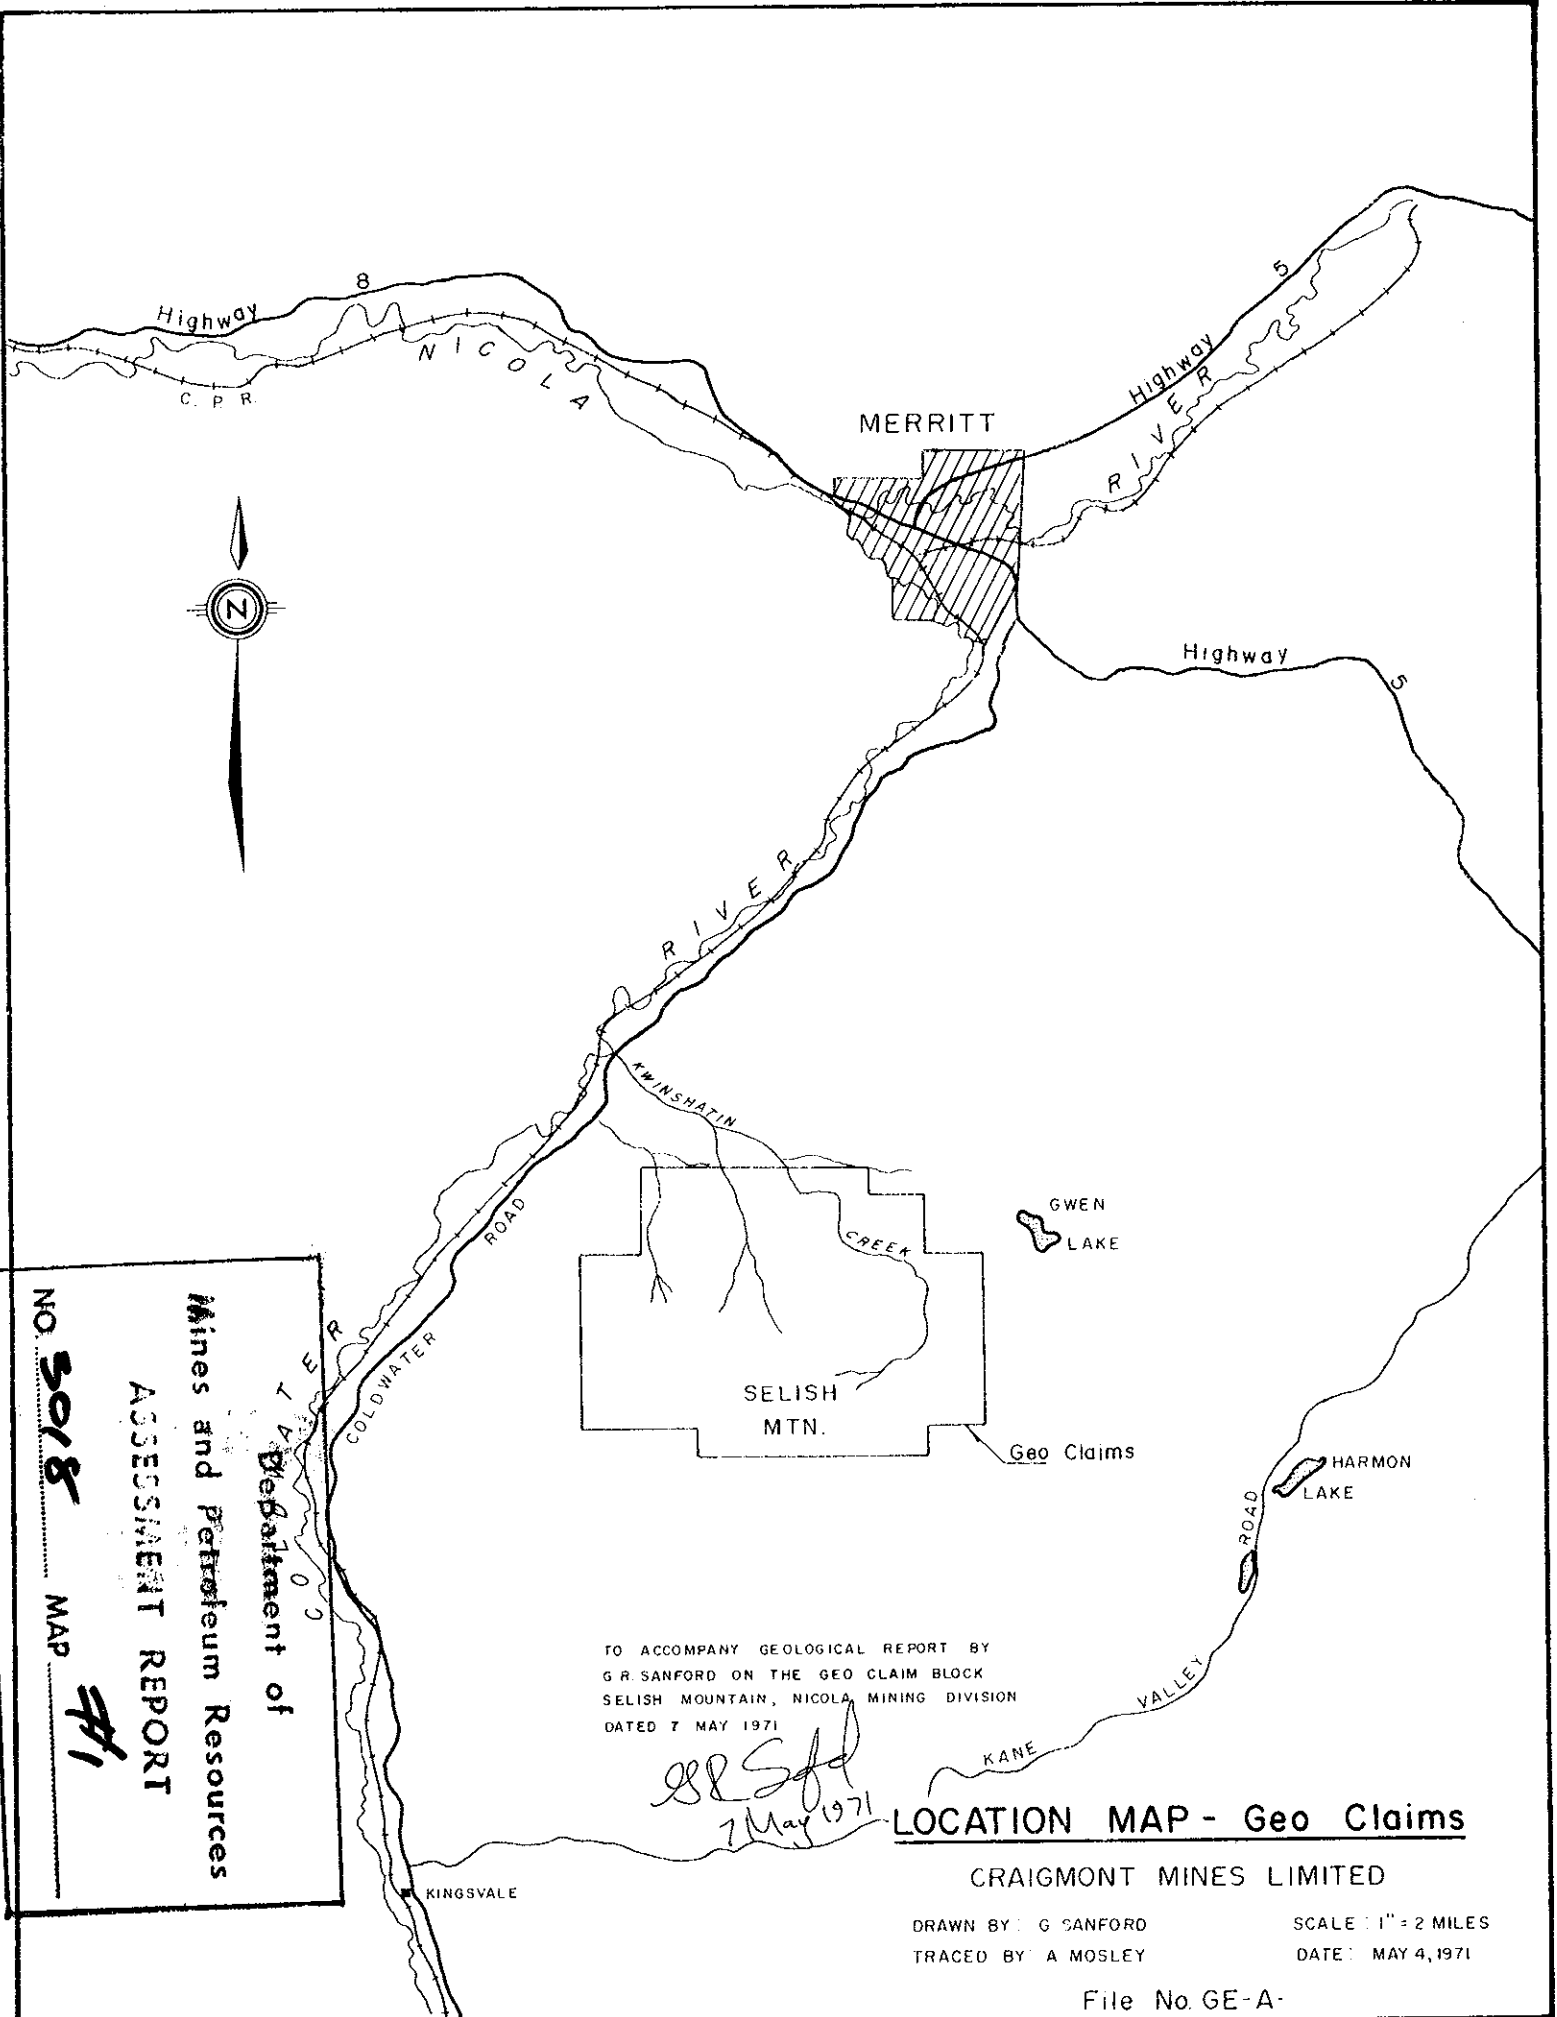 Highway 8
NICOLA
C. P. R.
MERRITT
Highway 5
RIVER
N
Highway 5
RIVER
KWINSHATIN
CREEK
GWEN
LAKE
ROAD
COLDWATER
SELISH
MTN.
Geo Claims
HARMON
LAKE
ROAD
VALLEY
KANE
KINGSVALE
Department of
Mines and Petroleum Resources
ASSESSMENT REPORT
NO. 3018 MAP #1
TO ACCOMPANY GEOLOGICAL REPORT BY
G R. SANFORD ON THE GEO CLAIM BLOCK
SELISH MOUNTAIN, NICOLA MINING DIVISION
DATED 7 MAY 1971
7 May 1971
LOCATION MAP - Geo Claims
CRAIGMONT MINES LIMITED
DRAWN BY: G SANFORD
SCALE: 1" = 2 MILES
TRACED BY A MOSLEY
DATE: MAY 4, 1971
File No. GE-A-